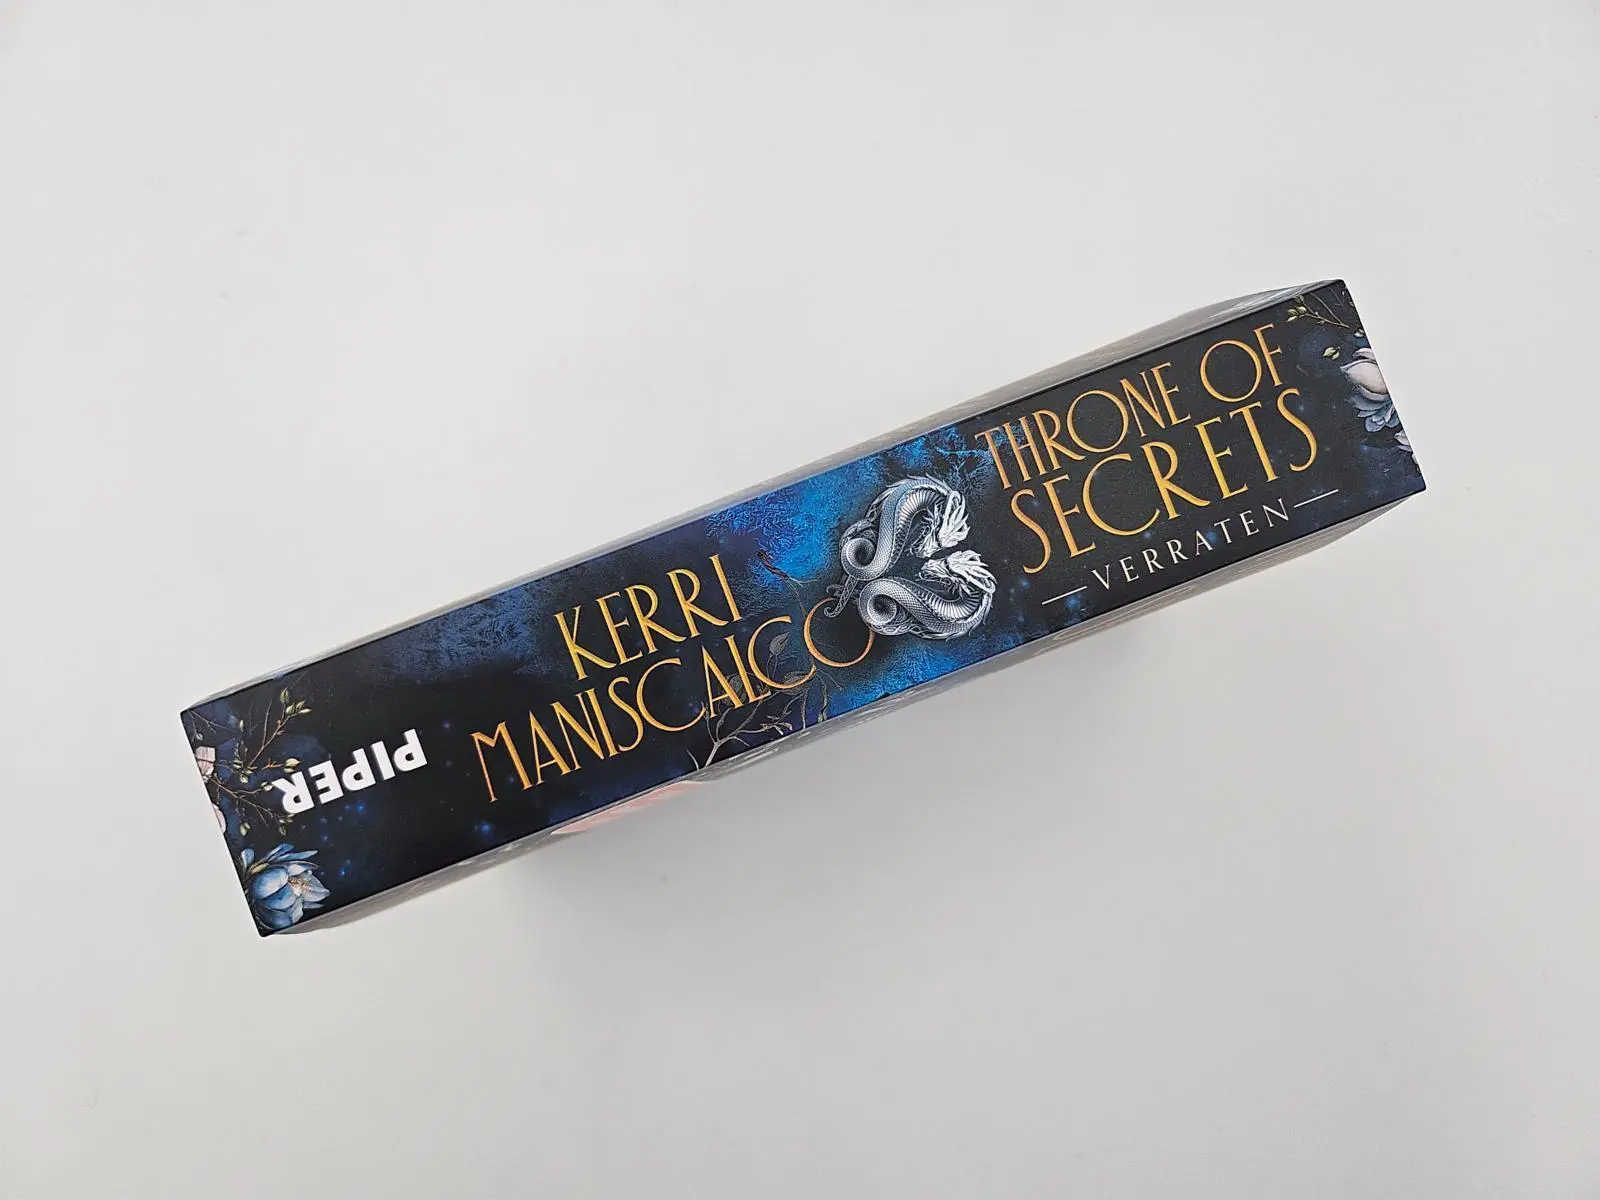 KERRI
MANISCALCO
THRONE OF
SECRETS
VERRATEN
PIPER